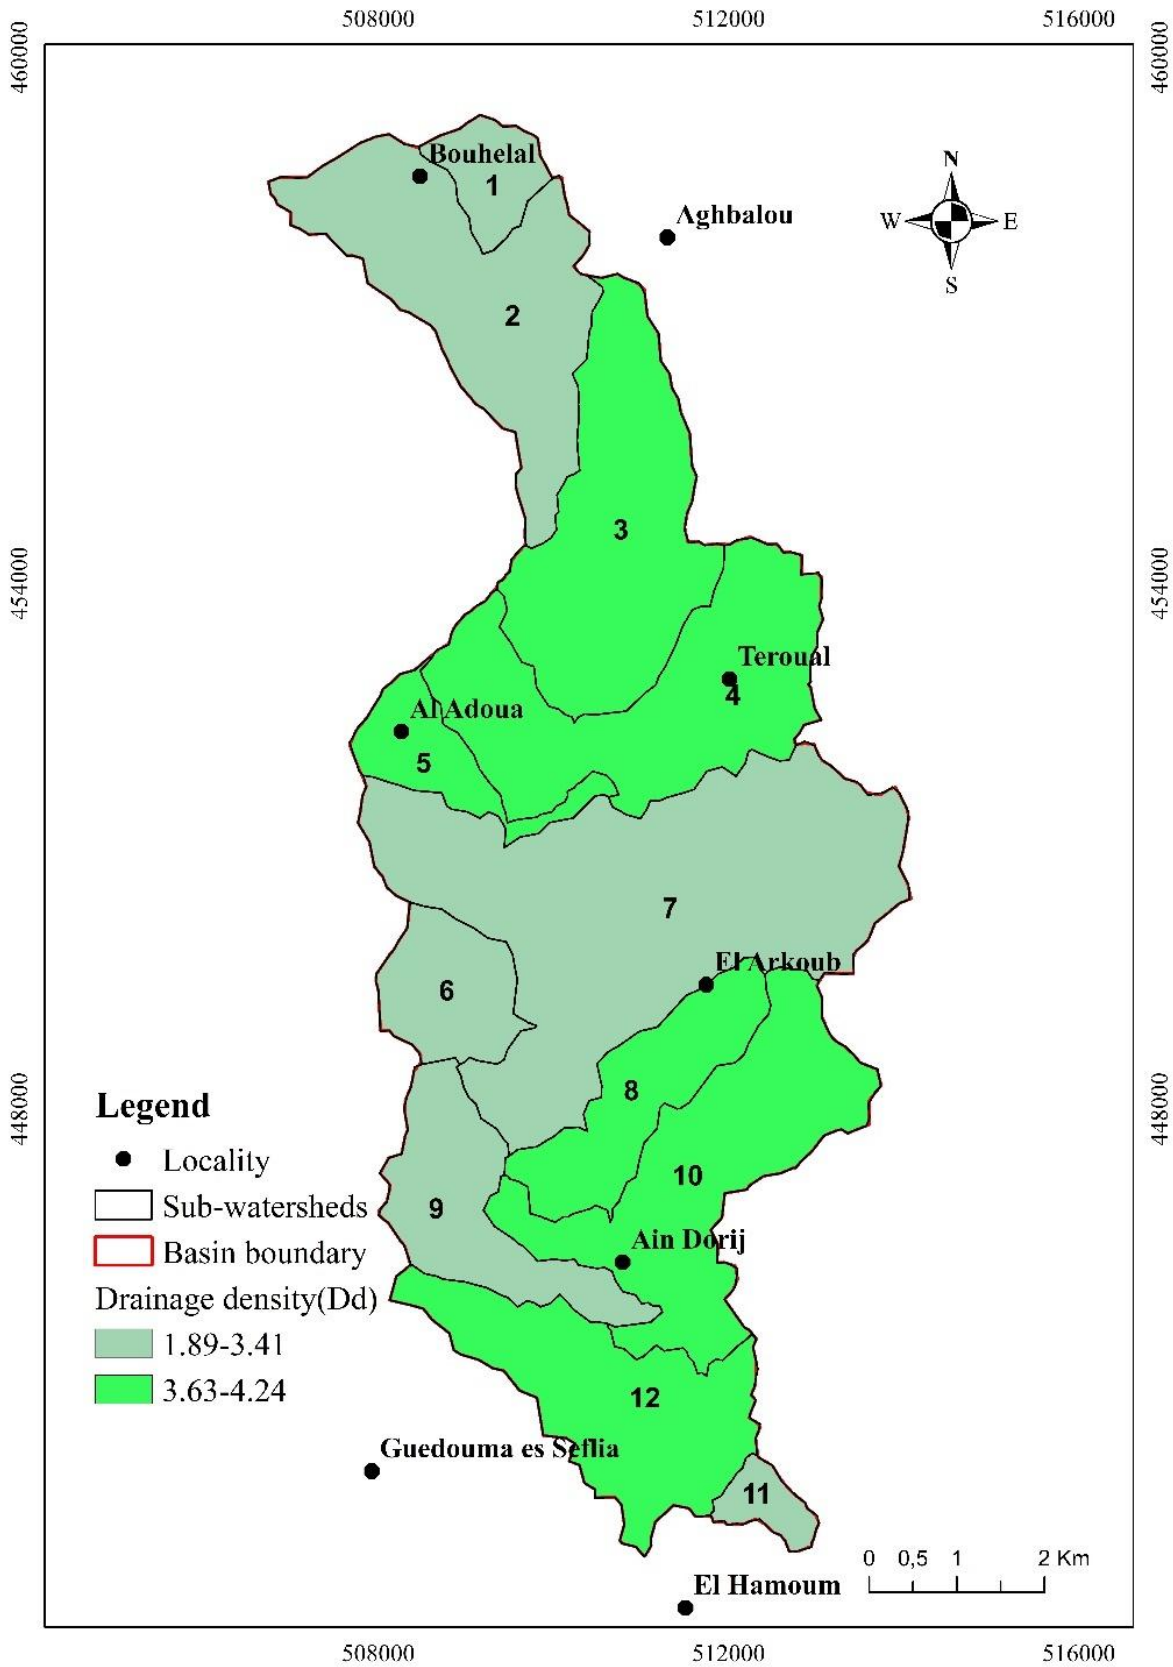 508000 512000 516000
460000 460000
Bouhelal
1
Aghbalou
N
W E
S
2
3
454000 454000
Teroual
4
Al Adoua
5
7
El Arkoub
6
8
448000 448000
Legend
Locality
Sub-watersheds
Basin boundary
Drainage density(Dd)
1.89-3.41
3.63-4.24
10
9
Ain Dorij
12
Guedouma es Seflia
11
0 0,5 1 2 Km
El Hamoum
508000 512000 516000